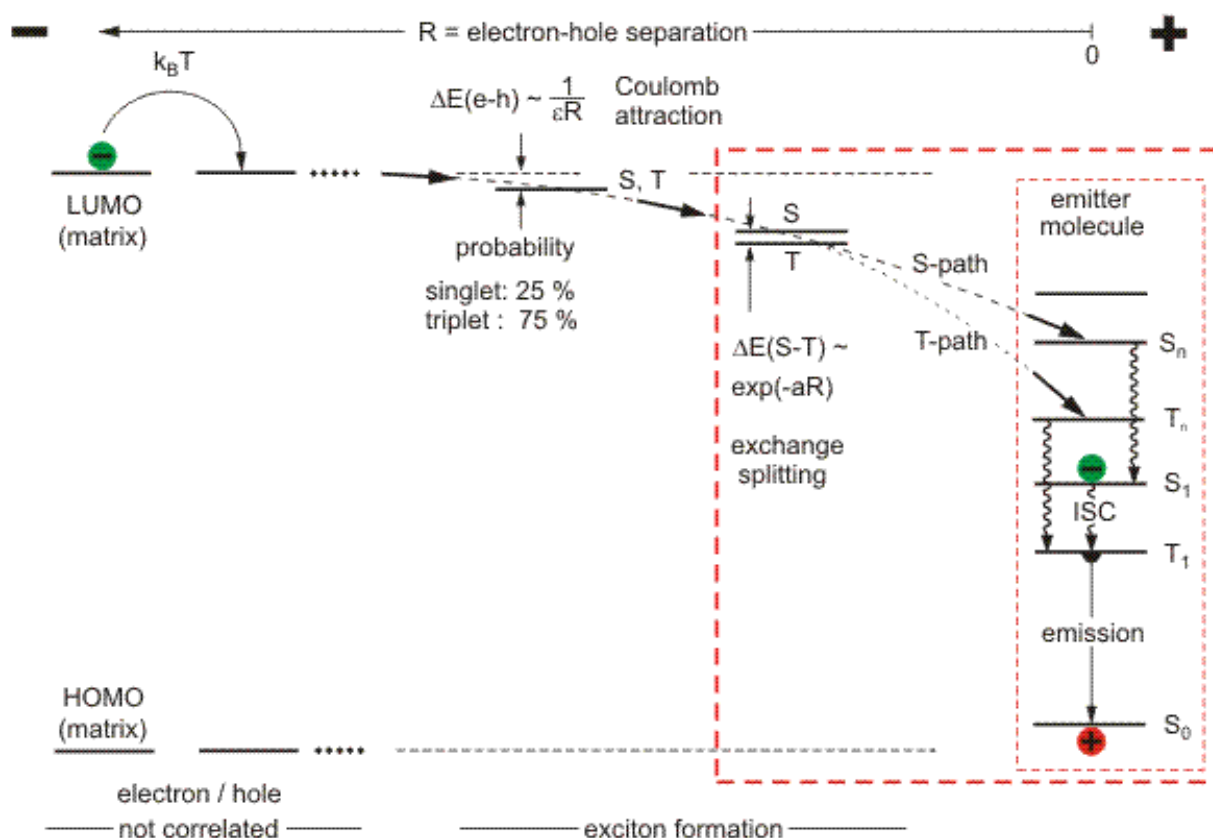 R = electron-hole separation
0
k_BT
ΔE(e-h) ~ 1/εR
Coulomb
attraction
LUMO
(matrix)
S, T
probability
singlet: 25 %
triplet : 75 %
S
T
ΔE(S-T) ~
exp(-aR)
exchange
splitting
S-path
T-path
emitter
molecule
S_n
T_n
S_1
ISC
T_1
emission
S_0
HOMO
(matrix)
electron / hole
not correlated
exciton formation